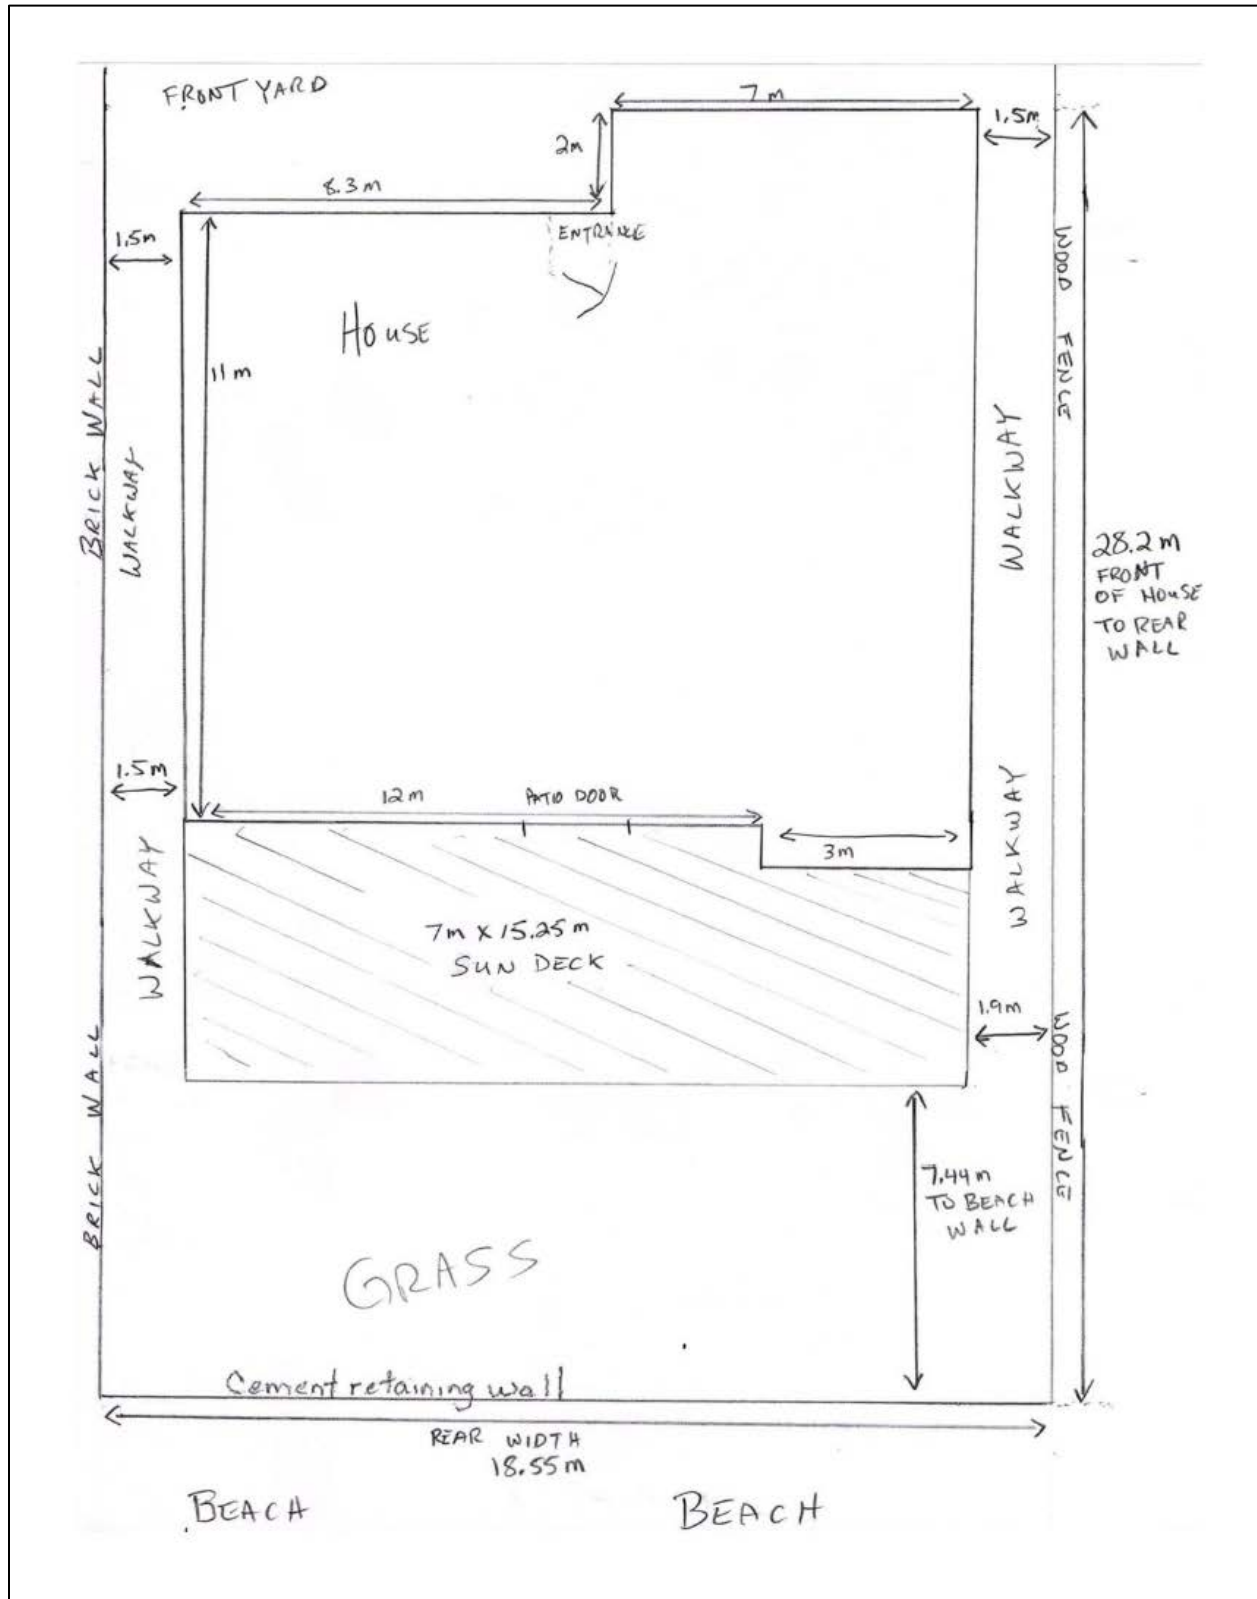 FRONT YARD
7m
1.5m
2m
8.3m
ENTRANCE
1.5m
HOUSE
11m
BRICK WALL
WALKWAY
WALKWAY
WOOD FENCE
28.2m
FRONT
OF HOUSE
TO REAR
WALL
1.5m
12m
PATIO DOOR
3m
WALKWAY
WALKWAY
7m x 15.25m
SUN DECK
1.9m
BRICK WALL
WOOD FENCE
7.44m
TO BEACH
WALL
GRASS
Cement retaining wall
REAR WIDTH
18.55m
BEACH
BEACH